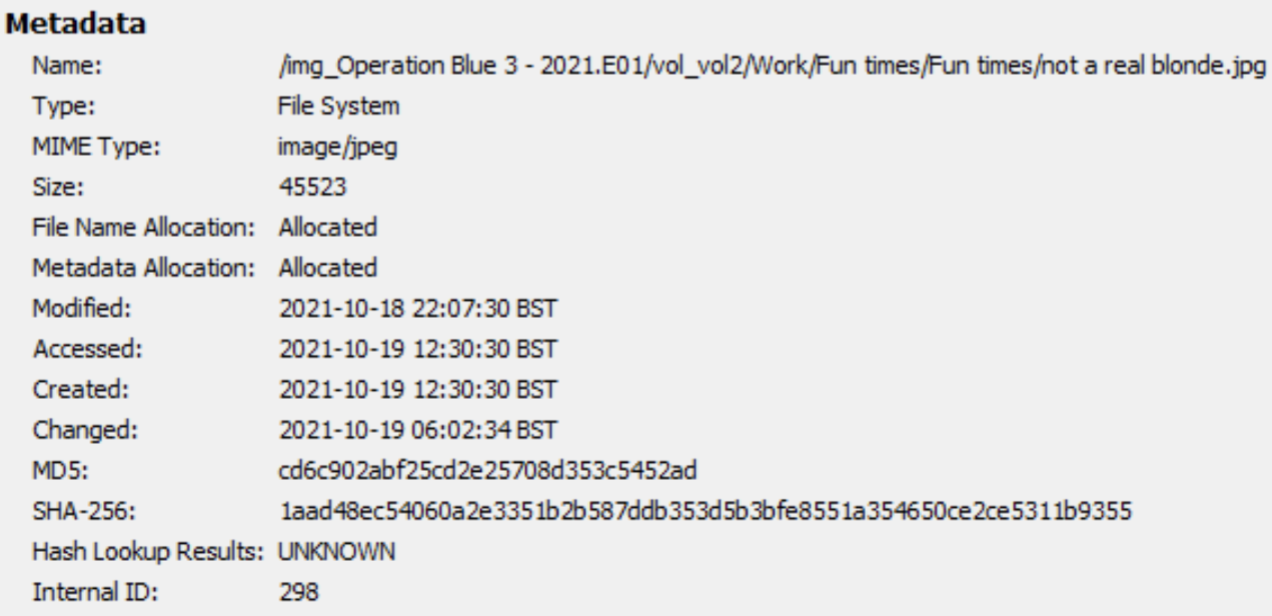 Metadata
Name: /img_Operation Blue 3 - 2021.E01/vol_vol2/Work/Fun times/Fun times/not a real blonde.jpg
Type: File System
MIME Type: image/jpeg
Size: 45523
File Name Allocation: Allocated
Metadata Allocation: Allocated
Modified: 2021-10-18 22:07:30 BST
Accessed: 2021-10-19 12:30:30 BST
Created: 2021-10-19 12:30:30 BST
Changed: 2021-10-19 06:02:34 BST
MD5: cd6c902abf25cd2e25708d353c5452ad
SHA-256: 1aad48ec54060a2e3351b2b587ddb353d5b3bfe8551a354650ce2ce5311b9355
Hash Lookup Results: UNKNOWN
Internal ID: 298